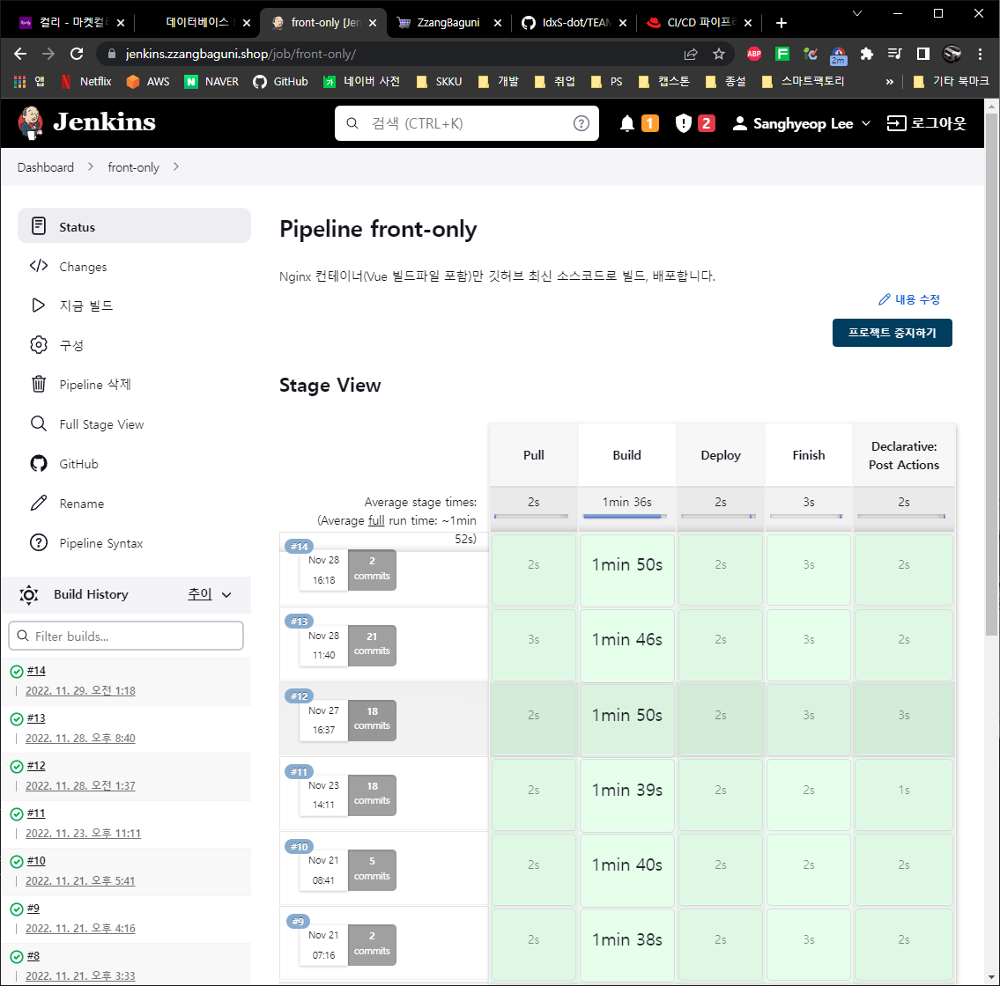 컬리 - 마켓컬리
데이터베이스
front-only [Jen
ZzangBaguni
IdxS-dot/TEAM
CI/CD 파이프라
jenkins.zzangbaguni.shop/job/front-only/
ABP
2m
앱
Netflix
AWS
NAVER
GitHub
네이버 사전
SKKU
개발
취업
PS
캡스톤
종설
스마트팩토리
»
기타 북마크
Jenkins
검색 (CTRL+K)
1
2
Sanghyeop Lee
로그아웃
Dashboard
front-only
Status
Changes
지금 빌드
구성
Pipeline 삭제
Full Stage View
GitHub
Rename
Pipeline Syntax
Build History
추이
Filter builds...
#14
2022. 11. 29. 오전 1:18
#13
2022. 11. 28. 오후 8:40
#12
2022. 11. 28. 오전 1:37
#11
2022. 11. 23. 오후 11:11
#10
2022. 11. 21. 오후 5:41
#9
2022. 11. 21. 오후 4:16
#8
2022. 11. 21. 오후 3:33
Pipeline front-only
Nginx 컨테이너(Vue 빌드파일 포함)만 깃허브 최신 소스코드로 빌드, 배포합니다.
내용 수정
프로젝트 중지하기
Stage View
Pull
Build
Deploy
Finish
Declarative:
Post Actions
Average stage times:
(Average full run time: ~1min
52s)
2s
1min 36s
2s
3s
2s
#14
Nov 28
16:18
2
commits
2s
1min 50s
2s
3s
2s
#13
Nov 28
11:40
21
commits
3s
1min 46s
2s
3s
2s
#12
Nov 27
16:37
18
commits
2s
1min 50s
2s
3s
3s
#11
Nov 23
14:11
18
commits
2s
1min 39s
2s
2s
1s
#10
Nov 21
08:41
5
commits
2s
1min 40s
2s
2s
2s
#9
Nov 21
07:16
2
commits
2s
1min 38s
2s
3s
2s